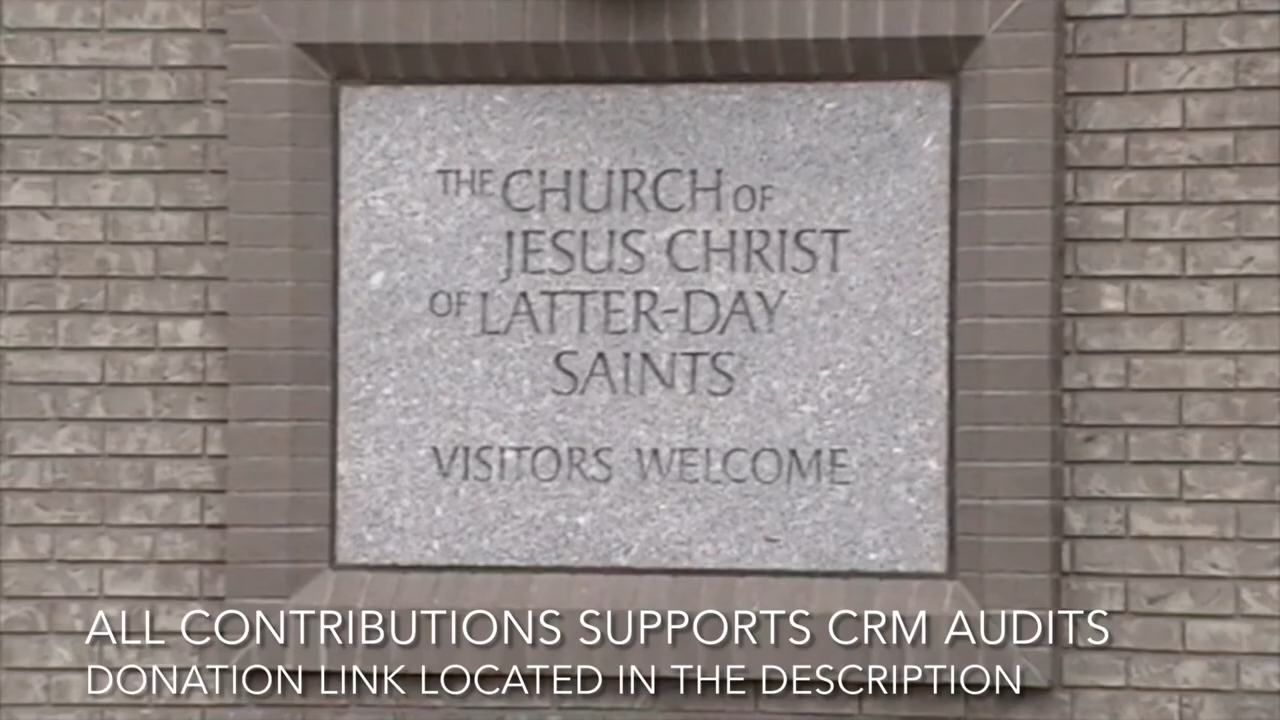 THE CHURCH OF
JESUS CHRIST
OF LATTER-DAY
SAINTS
VISITORS WELCOME
ALL CONTRIBUTIONS SUPPORTS CRM AUDITS
DONATION LINK LOCATED IN THE DESCRIPTION